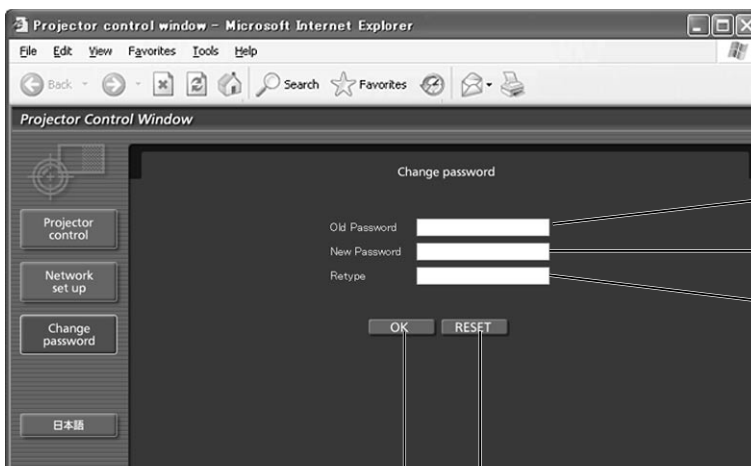 Projector control window - Microsoft Internet Explorer
File Edit View Favorites Tools Help
Back Search Favorites
Projector Control Window
Change password
Projector
control
Old Password
New Password
Retype
Network
set up
Change
password
OK RESET
日本語